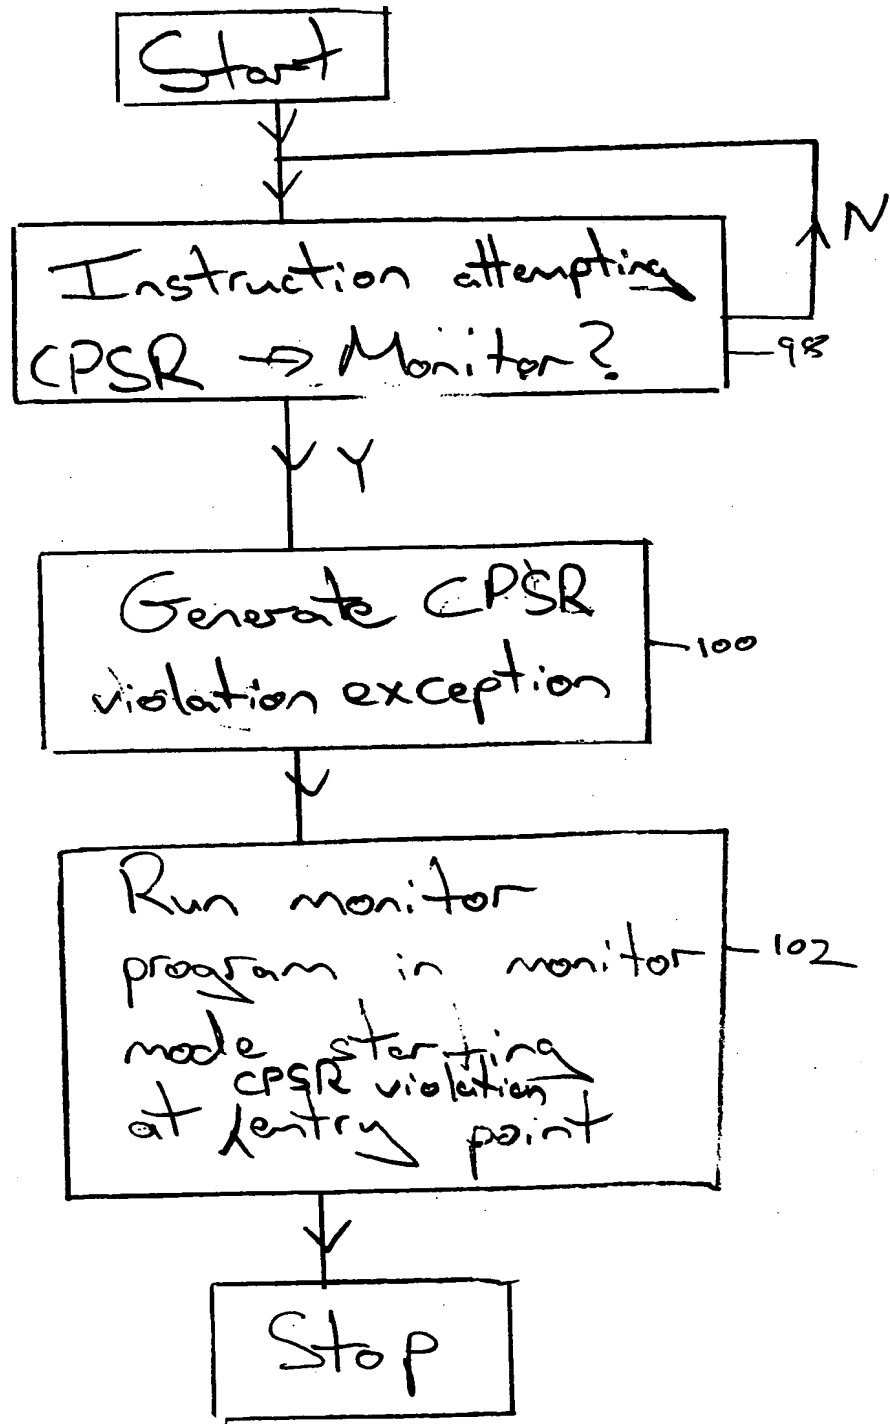 Start
N
Instruction attempting
CPSR → Monitor?
98
Y
Generate CPSR
violation exception
100
Run monitor
program in monitor
102
mode starting
CPSR violation
at entry point
Stop